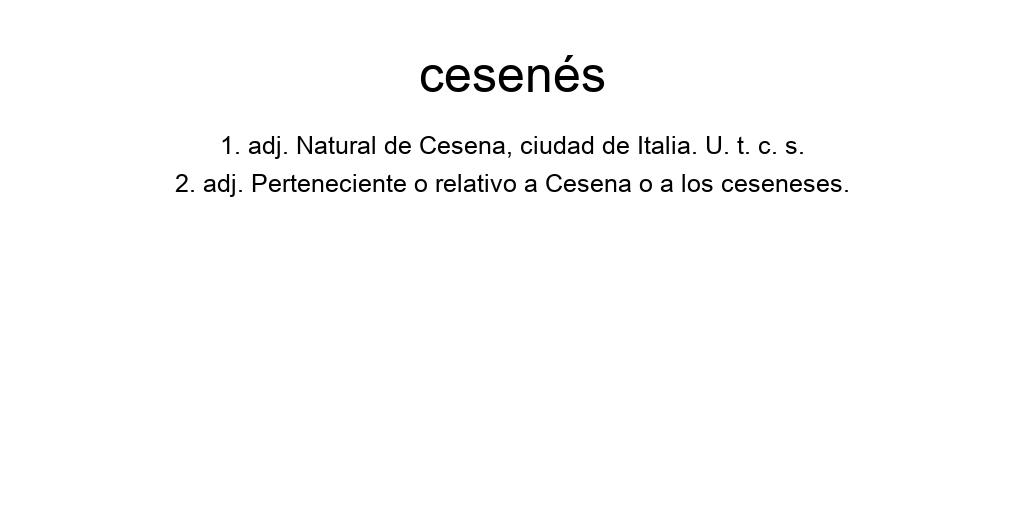 cesenés
1. adj. Natural de Cesena, ciudad de Italia. U. t. c. s.
2. adj. Perteneciente o relativo a Cesena o a los ceseneses.